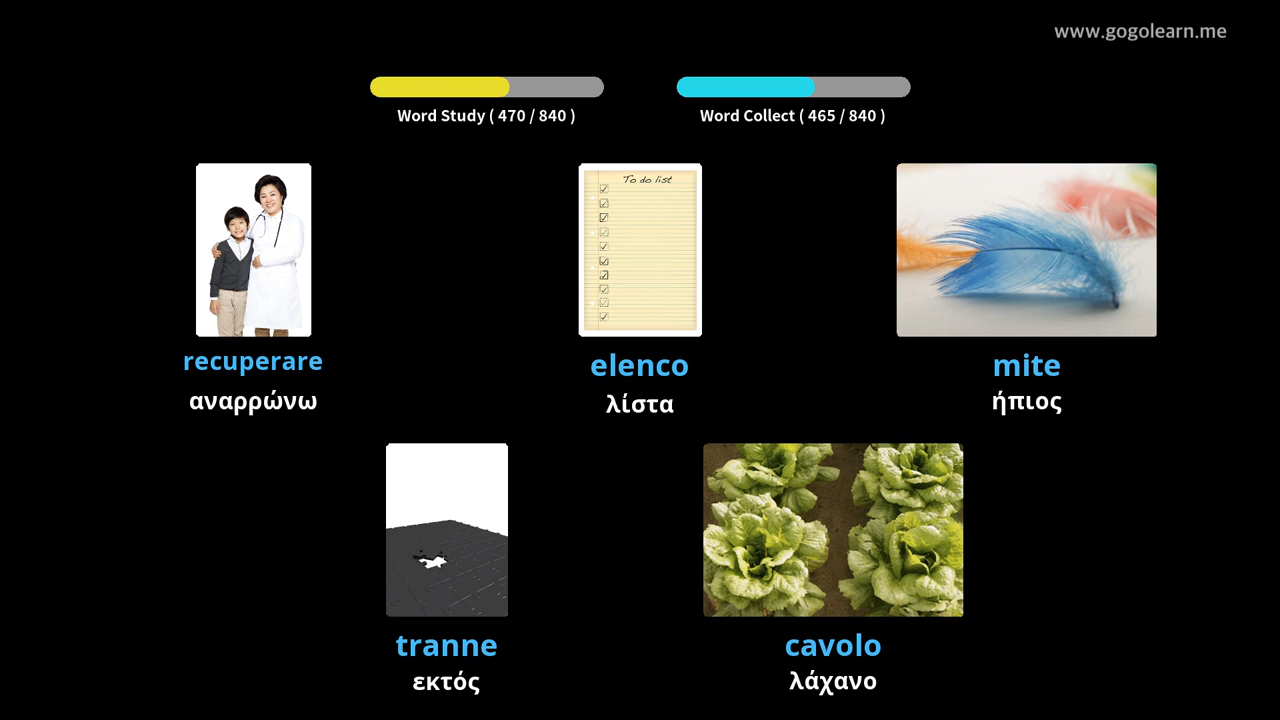 www.gogolearn.me
Word Study ( 470 / 840 )
Word Collect ( 465 / 840 )
To do list
recuperare
αναρρώνω
elenco
λίστα
mite
ήπιος
tranne
εκτός
cavolo
λάχανο